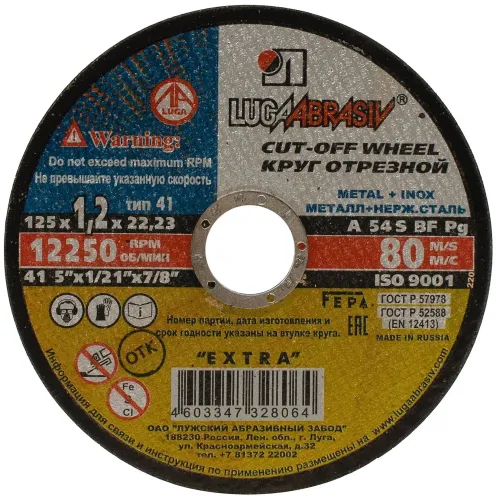 LUGA
LUGAABRASIV®
Warning:
Do not exceed maximum RPM
Не превышайте указанную скорость
CUT-OFF WHEEL
КРУГ ОТРЕЗНОЙ
METAL + INOX
МЕТАЛЛ+НЕРЖ.СТАЛЬ
тип 41
125 x 1,2 x 22,23
A 54 S BF Pg
12250 RPM ОБ/МИН
80 M/S М/С
41 5"x1/21"x7/8"
ISO 9001
FEPA
EAC
ГОСТ Р 57978
ГОСТ Р 52588
(EN 12413)
MADE IN RUSSIA
Номер партии, дата изготовления и
срок годности указаны на втулке круга.
ОТК
"EXTRA"
Fe
Cl
4603347328064
ОАО "ЛУЖСКИЙ АБРАЗИВНЫЙ ЗАВОД"
188230.Россия, Лен. обл., г. Луга,
ул. Красноармейская, д.32
тел. +7 81372 22002
Информация для связи и инструкция по применению размещены на www.lugaabrasiv.com